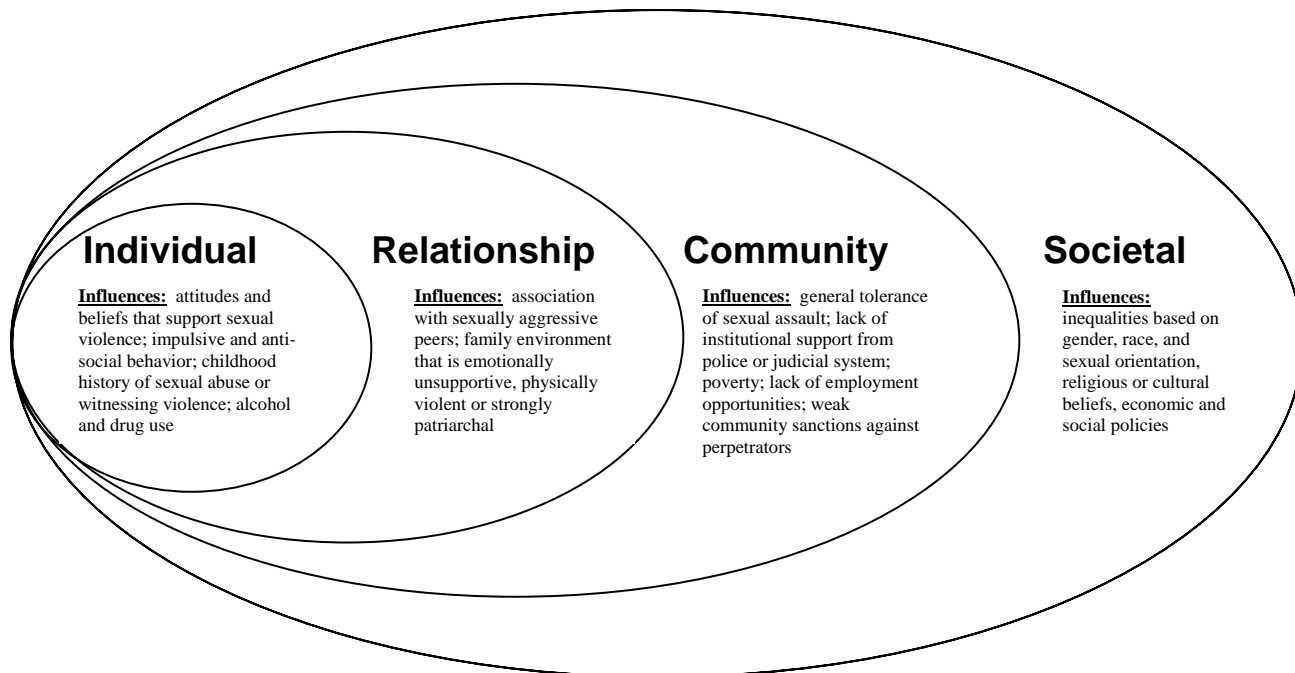 Individual
Influences: attitudes and
beliefs that support sexual
violence; impulsive and anti-
social behavior; childhood
history of sexual abuse or
witnessing violence; alcohol
and drug use
Relationship
Influences: association
with sexually aggressive
peers; family environment
that is emotionally
unsupportive, physically
violent or strongly
patriarchal
Community
Influences: general tolerance
of sexual assault; lack of
institutional support from
police or judicial system;
poverty; lack of employment
opportunities; weak
community sanctions against
perpetrators
Societal
Influences:
inequalities based on
gender, race, and
sexual orientation,
religious or cultural
beliefs, economic and
social policies